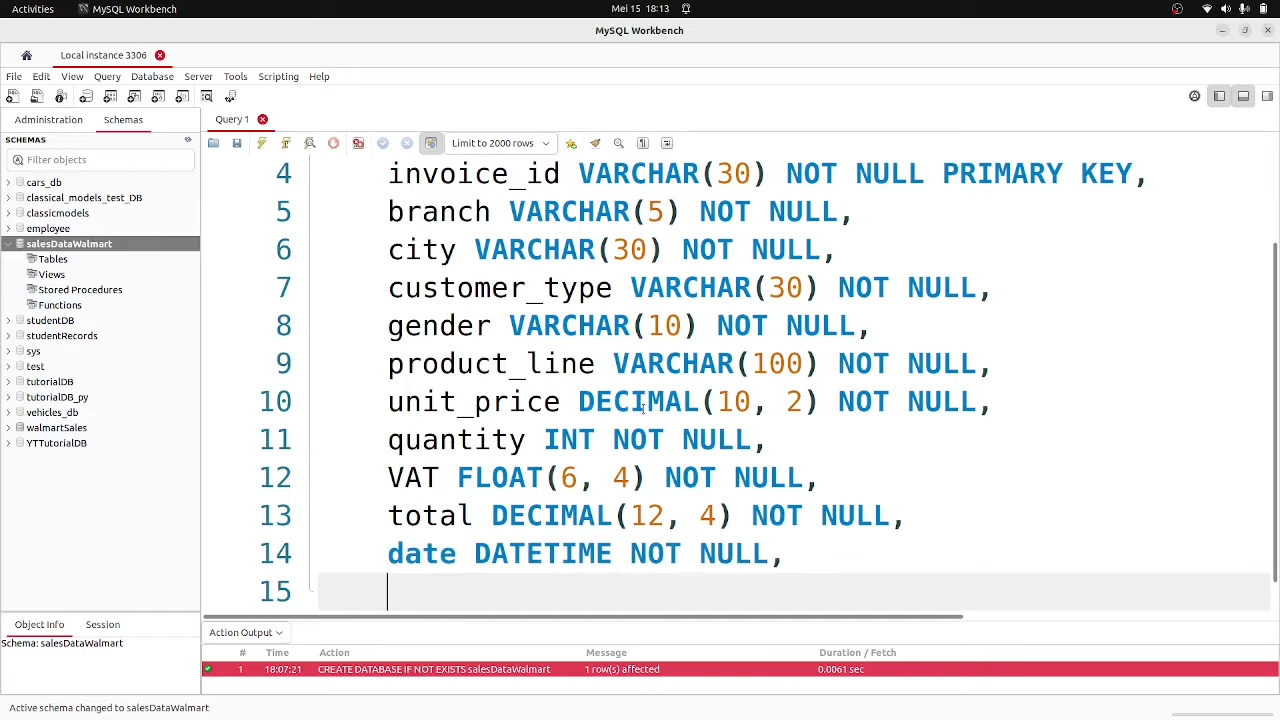 Activities
MySQL Workbench
Mei 15 18:13
MySQL Workbench
Local instance 3306
File Edit View Query Database Server Tools Scripting Help
Administration
Schemas
Query 1
SCHEMAS
Filter objects
Limit to 2000 rows
cars_db
classical_models_test_DB
classicmodels
employee
salesDataWalmart
Tables
Views
Stored Procedures
Functions
studentDB
studentRecords
sys
test
tutorialDB
tutorialDB_py
vehicles_db
walmartSales
YTTutorialDB
4 invoice_id VARCHAR(30) NOT NULL PRIMARY KEY,
5 branch VARCHAR(5) NOT NULL,
6 city VARCHAR(30) NOT NULL,
7 customer_type VARCHAR(30) NOT NULL,
8 gender VARCHAR(10) NOT NULL,
9 product_line VARCHAR(100) NOT NULL,
10 unit_price DECIMAL(10, 2) NOT NULL,
11 quantity INT NOT NULL,
12 VAT FLOAT(6, 4) NOT NULL,
13 total DECIMAL(12, 4) NOT NULL,
14 date DATETIME NOT NULL,
15
Object Info
Session
Schema: salesDataWalmart
Action Output
# Time Action Message Duration / Fetch
1 18:07:21 CREATE DATABASE IF NOT EXISTS salesDataWalmart 1 row(s) affected 0.0061 sec
Active schema changed to salesDataWalmart